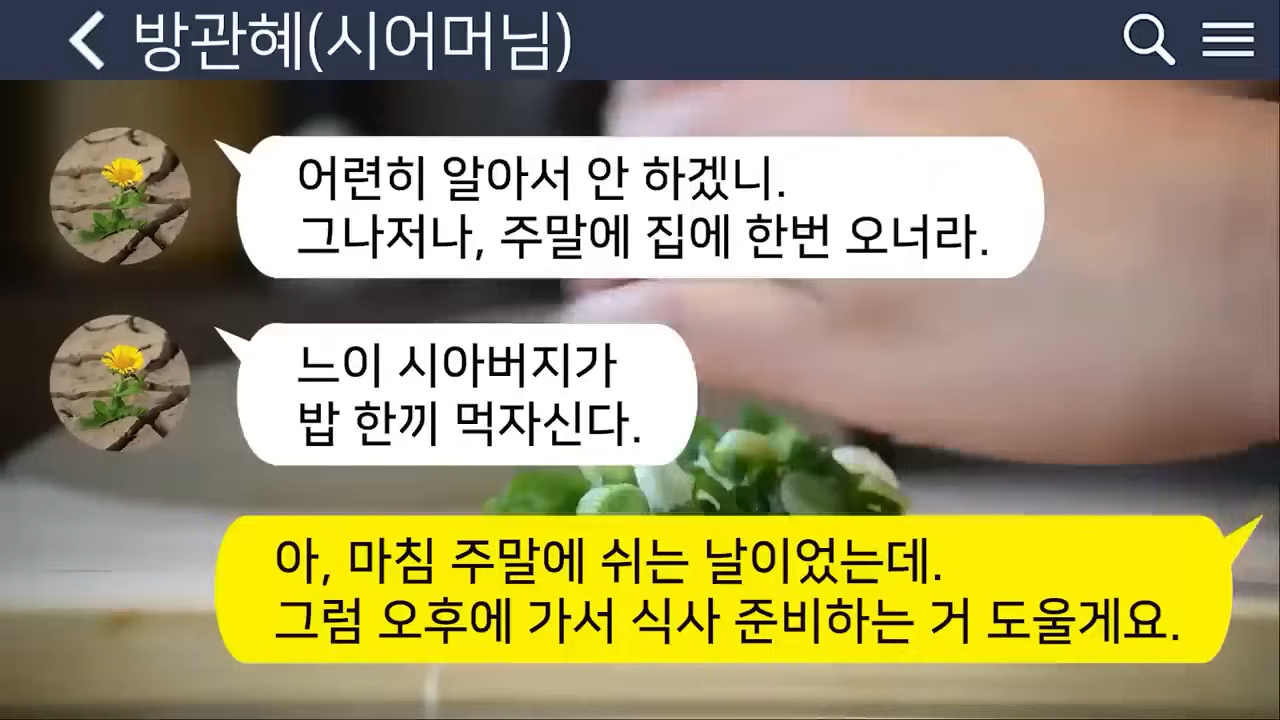 방관혜(시어머님)
어련히 알아서 안 하겠니.
그나저나, 주말에 집에 한번 오너라.
느이 시아버지가
밥 한끼 먹자신다.
아, 마침 주말에 쉬는 날이었는데.
그럼 오후에 가서 식사 준비하는 거 도울게요.